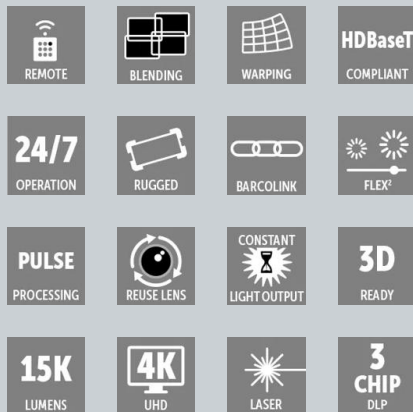 REMOTE
BLENDING
WARPING
HDBaseT
COMPLIANT
24/7
OPERATION
RUGGED
BARCOLINK
FLEX²
PULSE
PROCESSING
REUSE LENS
CONSTANT
LIGHT OUTPUT
3D
READY
15K
LUMENS
4K
UHD
LASER
3
CHIP
DLP